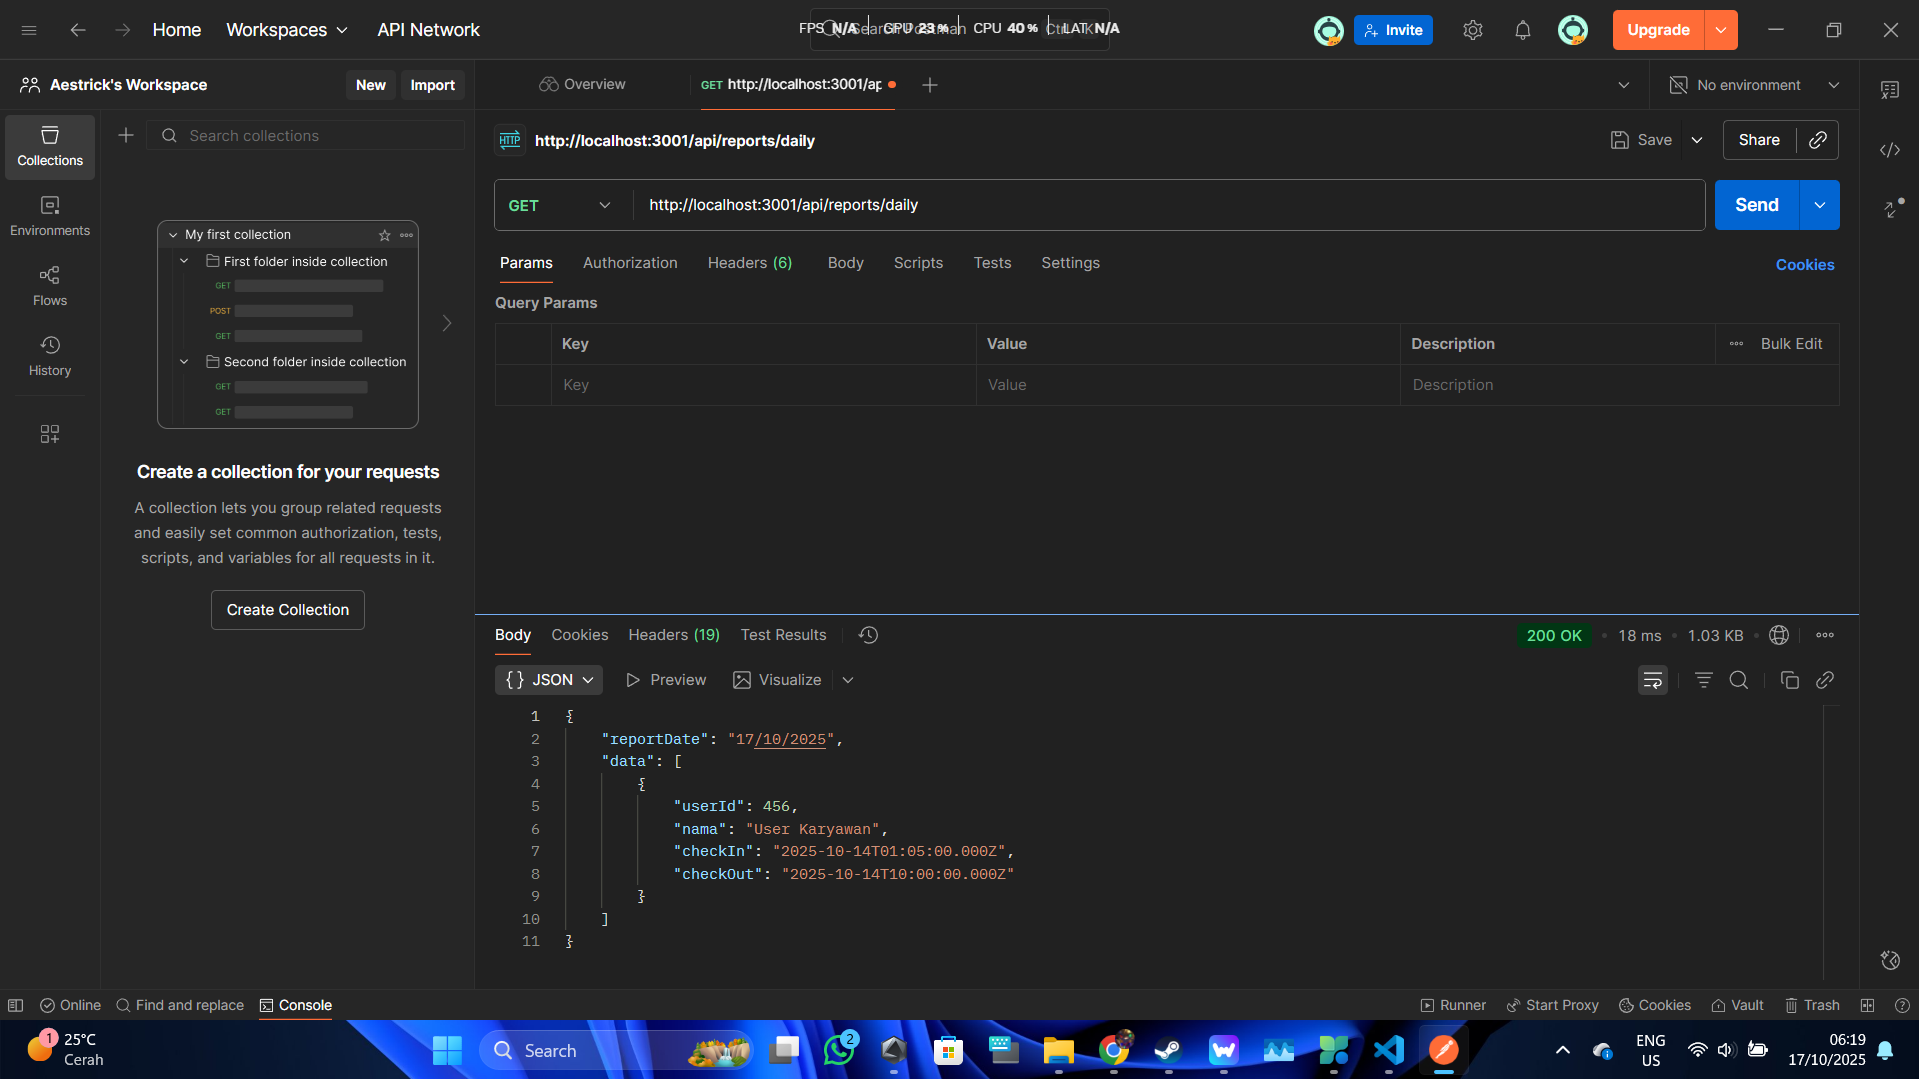 Home
Workspaces
API Network
FPS N/A
GPU 23 %
CPU 40 %
LAT N/A
Search Postman
Ctrl K
Invite
Upgrade
Aestrick's Workspace
New
Import
Overview
GET http://localhost:3001/ap
No environment
Collections
Search collections
http://localhost:3001/api/reports/daily
Save
Share
Environments
GET
http://localhost:3001/api/reports/daily
Send
My first collection
First folder inside collection
GET
POST
GET
Second folder inside collection
GET
GET
Flows
History
Params
Authorization
Headers (6)
Body
Scripts
Tests
Settings
Cookies
Query Params
Key
Value
Description
Bulk Edit
Key
Value
Description
Create a collection for your requests
A collection lets you group related requests
and easily set common authorization, tests,
scripts, and variables for all requests in it.
Create Collection
Body
Cookies
Headers (19)
Test Results
200 OK
18 ms
1.03 KB
{} JSON
Preview
Visualize
1 {
2 "reportDate": "17/10/2025",
3 "data": [
4 {
5 "userId": 456,
6 "nama": "User Karyawan",
7 "checkIn": "2025-10-14T01:05:00.000Z",
8 "checkOut": "2025-10-14T10:00:00.000Z"
9 }
10 ]
11 }
Online
Find and replace
Console
Runner
Start Proxy
Cookies
Vault
Trash
1
25°C
Cerah
Search
2
ENG
US
06:19
17/10/2025